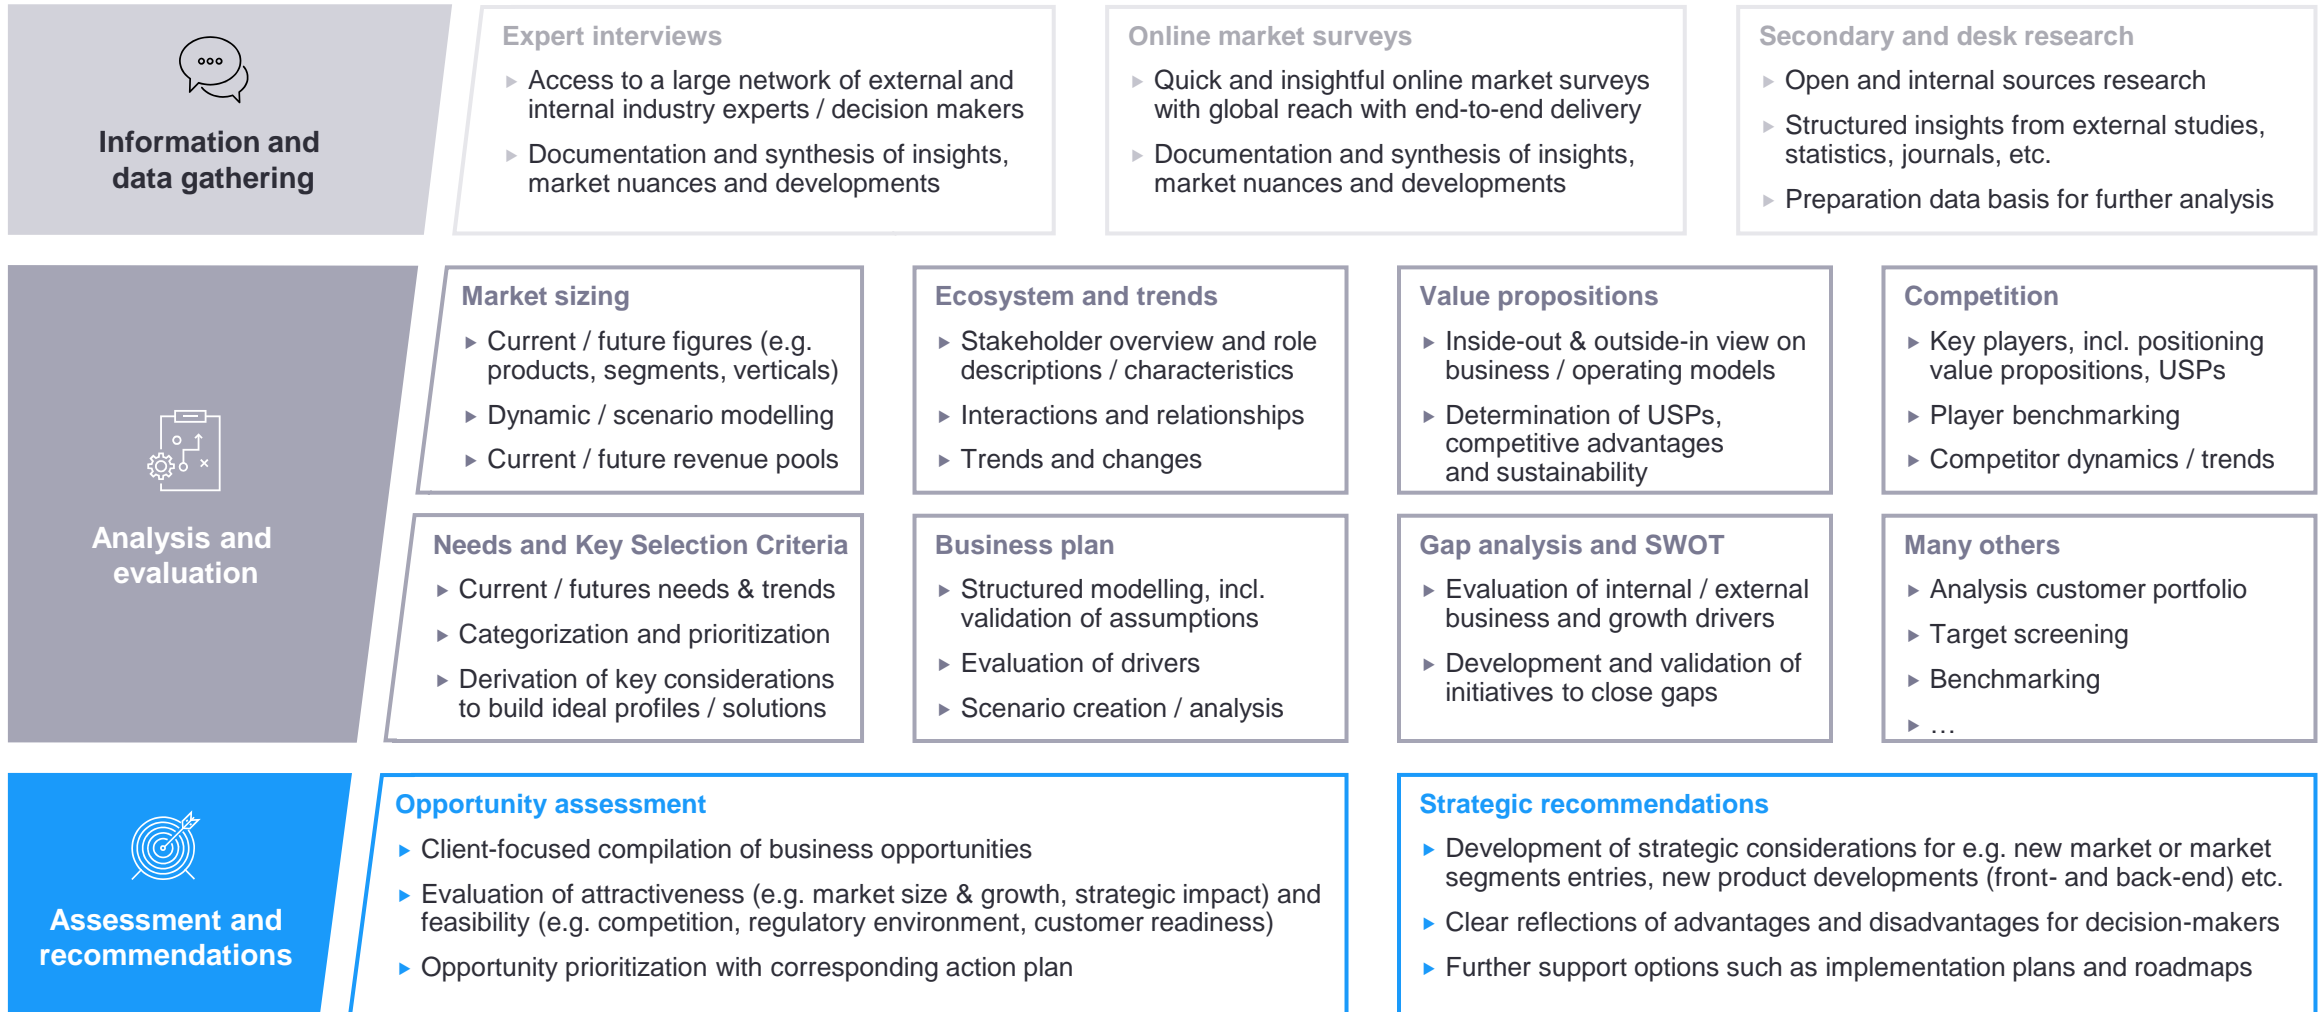 Information and
data gathering
Expert interviews
Access to a large network of external and
internal industry experts / decision makers
Documentation and synthesis of insights,
market nuances and developments
Online market surveys
Quick and insightful online market surveys
with global reach with end-to-end delivery
Documentation and synthesis of insights,
market nuances and developments
Secondary and desk research
Open and internal sources research
Structured insights from external studies,
statistics, journals, etc.
Preparation data basis for further analysis
Analysis and
evaluation
Market sizing
Current / future figures (e.g.
products, segments, verticals)
Dynamic / scenario modelling
Current / future revenue pools
Ecosystem and trends
Stakeholder overview and role
descriptions / characteristics
Interactions and relationships
Trends and changes
Value propositions
Inside-out & outside-in view on
business / operating models
Determination of USPs,
competitive advantages
and sustainability
Competition
Key players, incl. positioning
value propositions, USPs
Player benchmarking
Competitor dynamics / trends
Needs and Key Selection Criteria
Current / futures needs & trends
Categorization and prioritization
Derivation of key considerations
to build ideal profiles / solutions
Business plan
Structured modelling, incl.
validation of assumptions
Evaluation of drivers
Scenario creation / analysis
Gap analysis and SWOT
Evaluation of internal / external
business and growth drivers
Development and validation of
initiatives to close gaps
Many others
Analysis customer portfolio
Target screening
Benchmarking
…
Assessment and
recommendations
Opportunity assessment
Client-focused compilation of business opportunities
Evaluation of attractiveness (e.g. market size & growth, strategic impact) and
feasibility (e.g. competition, regulatory environment, customer readiness)
Opportunity prioritization with corresponding action plan
Strategic recommendations
Development of strategic considerations for e.g. new market or market
segments entries, new product developments (front- and back-end) etc.
Clear reflections of advantages and disadvantages for decision-makers
Further support options such as implementation plans and roadmaps